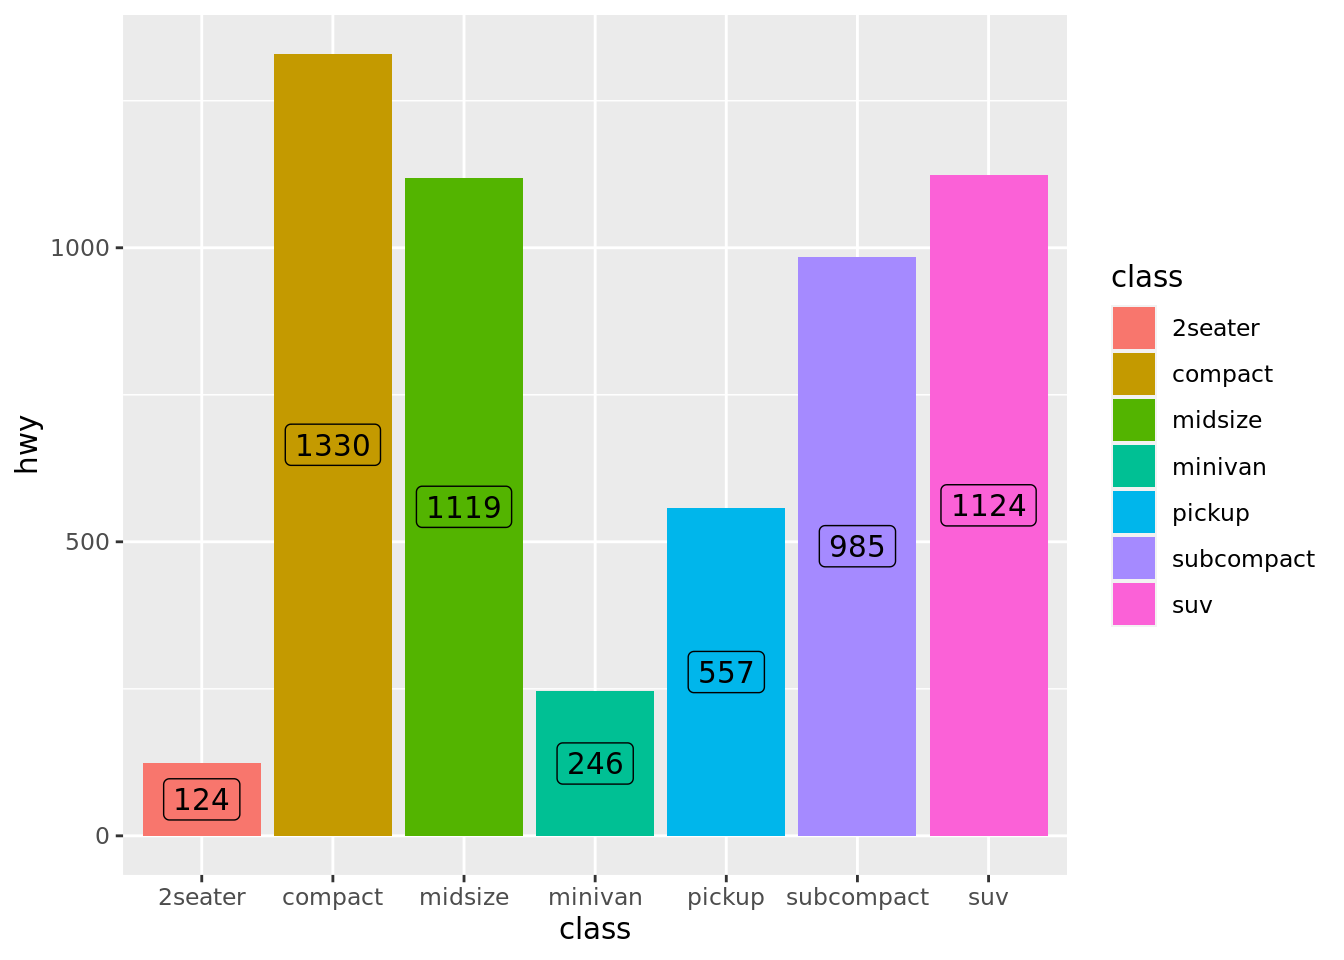 hwy
1000
500
0
1330
1119
1124
985
557
246
124
2seater
compact
midsize
minivan
pickup
subcompact
suv
class
class
2seater
compact
midsize
minivan
pickup
subcompact
suv